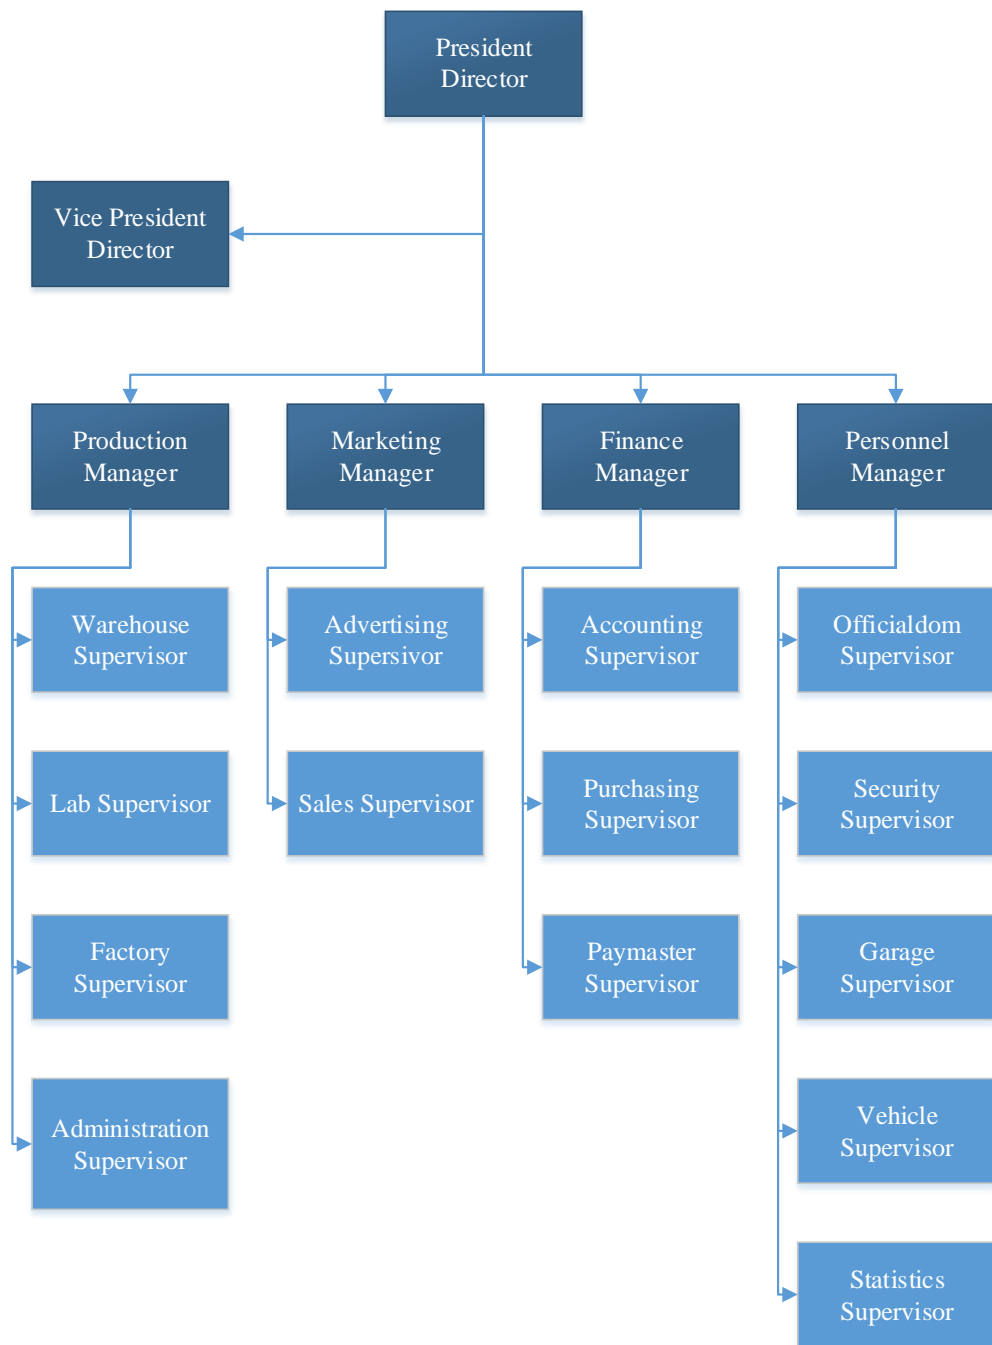 President
Director
Vice President
Director
Production
Manager
Marketing
Manager
Finance
Manager
Personnel
Manager
Warehouse
Supervisor
Advertising
Supersivor
Accounting
Supervisor
Officialdom
Supervisor
Lab Supervisor
Sales Supervisor
Purchasing
Supervisor
Security
Supervisor
Factory
Supervisor
Paymaster
Supervisor
Garage
Supervisor
Administration
Supervisor
Vehicle
Supervisor
Statistics
Supervisor